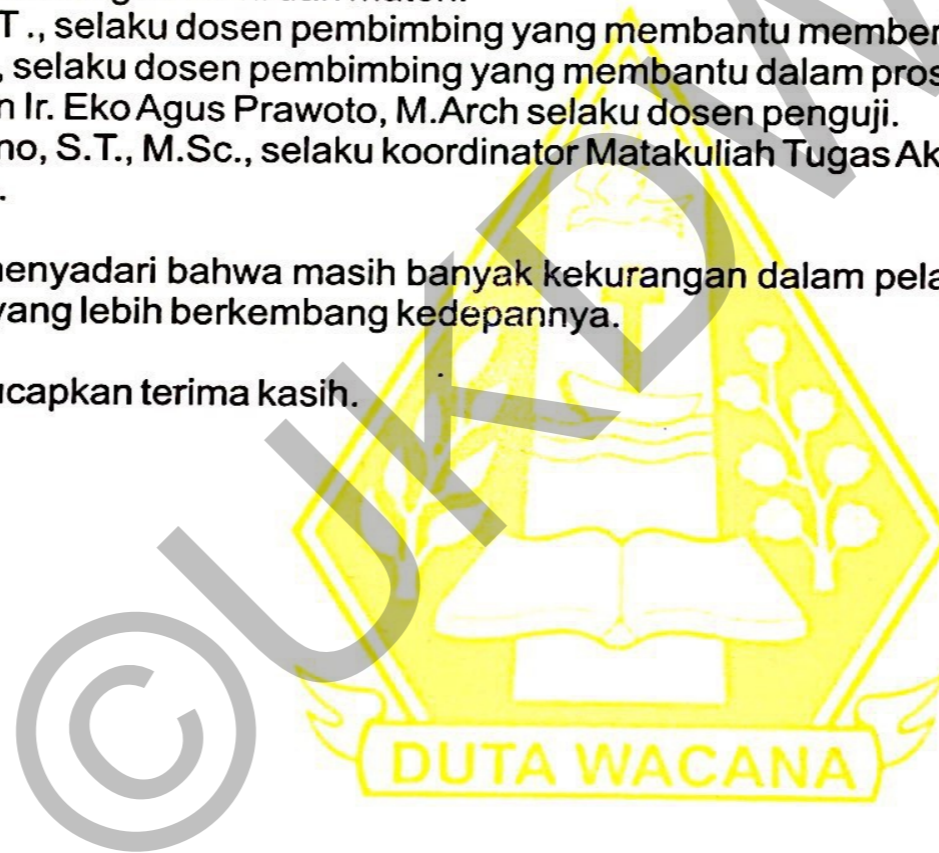 T ., selaku dosen pembimbing yang membantu member
, selaku dosen pembimbing yang membantu dalam pros
n Ir. Eko Agus Prawoto, M.Arch selaku dosen penguji.
no, S.T., M.Sc., selaku koordinator Matakuliah Tugas Ak
.
menyadari bahwa masih banyak kekurangan dalam pela
yang lebih berkembang kedepannya.
ucapkan terima kasih.
©UKDW
DUTA WACANA